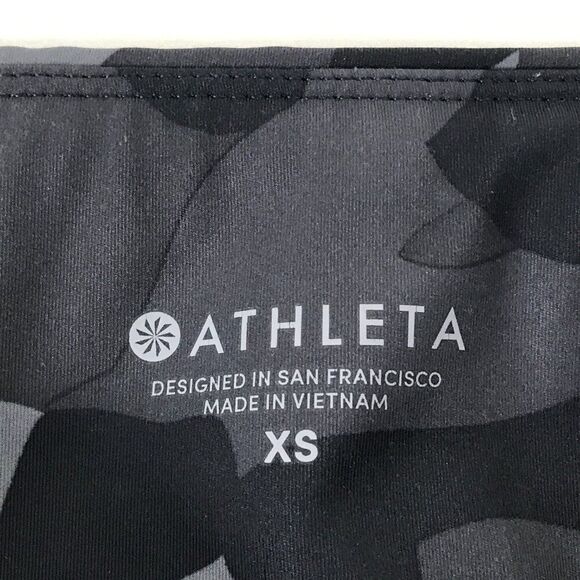 ATHLETA
DESIGNED IN SAN FRANCISCO
MADE IN VIETNAM
XS